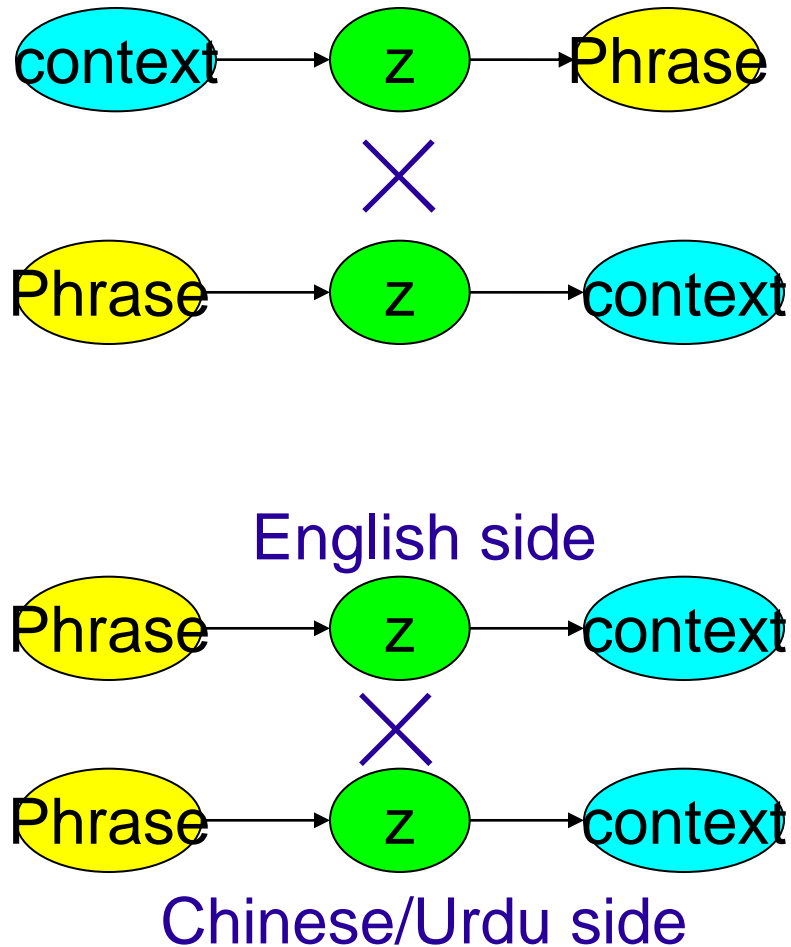 context z Phrase
Phrase z context
English side
Phrase z context
Phrase z context
Chinese/Urdu side